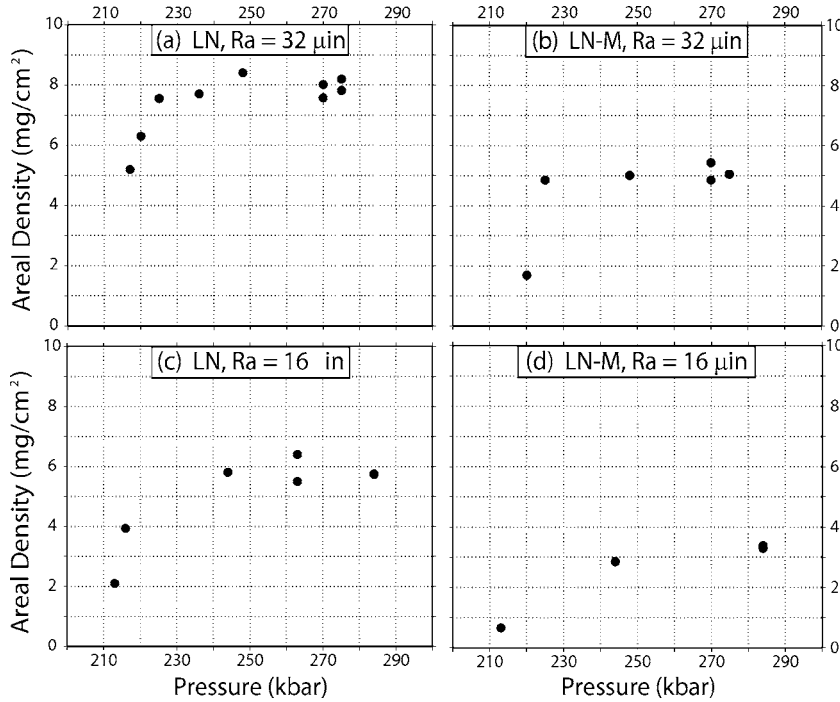 210 230 250 270 290 210 230 250 270 290
10 (a) LN, Ra = 32 μin (b) LN-M, Ra = 32 μin 10
8 8
6 6
4 4
2 2
0 0
Areal Density (mg/cm²)
10 (c) LN, Ra = 16 in (d) LN-M, Ra = 16 μin 10
8 8
6 6
4 4
2 2
0 0
Areal Density (mg/cm²)
210 230 250 270 290 210 230 250 270 290
Pressure (kbar) Pressure (kbar)